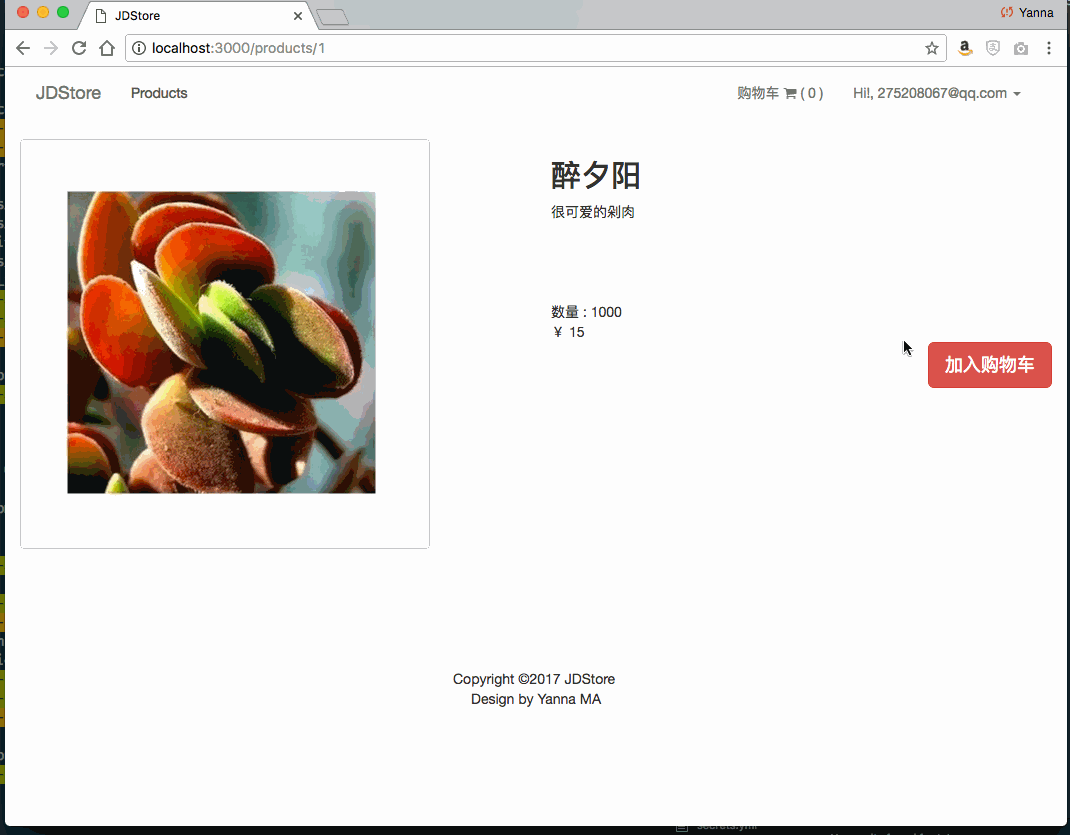 JDStore
Yanna
localhost:3000/products/1
JDStore Products 购物车 ( 0 ) Hi!, 275208067@qq.com
醉夕阳
很可爱的剁肉
数量 : 1000
￥ 15
加入购物车
Copyright ©2017 JDStore
Design by Yanna MA